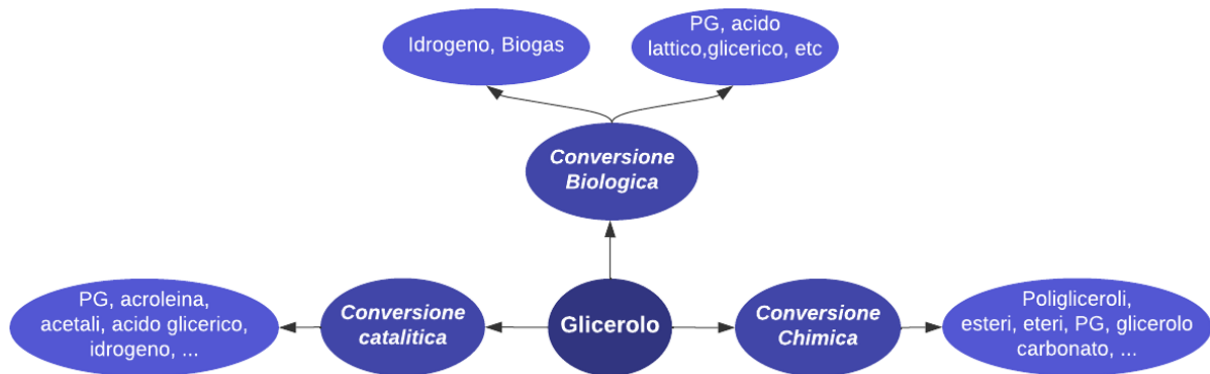 Idrogeno, Biogas
PG, acido
lattico,glicerico, etc
Conversione
Biologica
PG, acroleina,
acetali, acido glicerico,
idrogeno, ...
Conversione
catalitica
Glicerolo
Conversione
Chimica
Poligliceroli,
esteri, eteri, PG, glicerolo
carbonato, ...